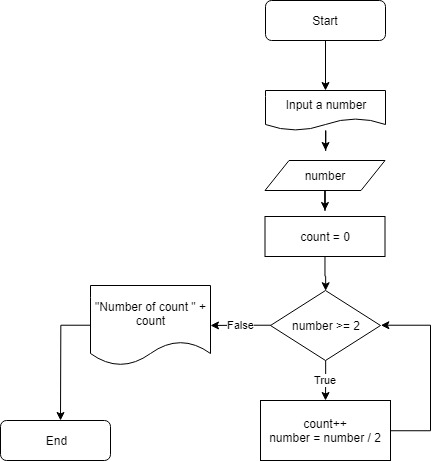 Start
Input a number
number
count = 0
number >= 2
False
"Number of count " +
count
True
count++
number = number / 2
End